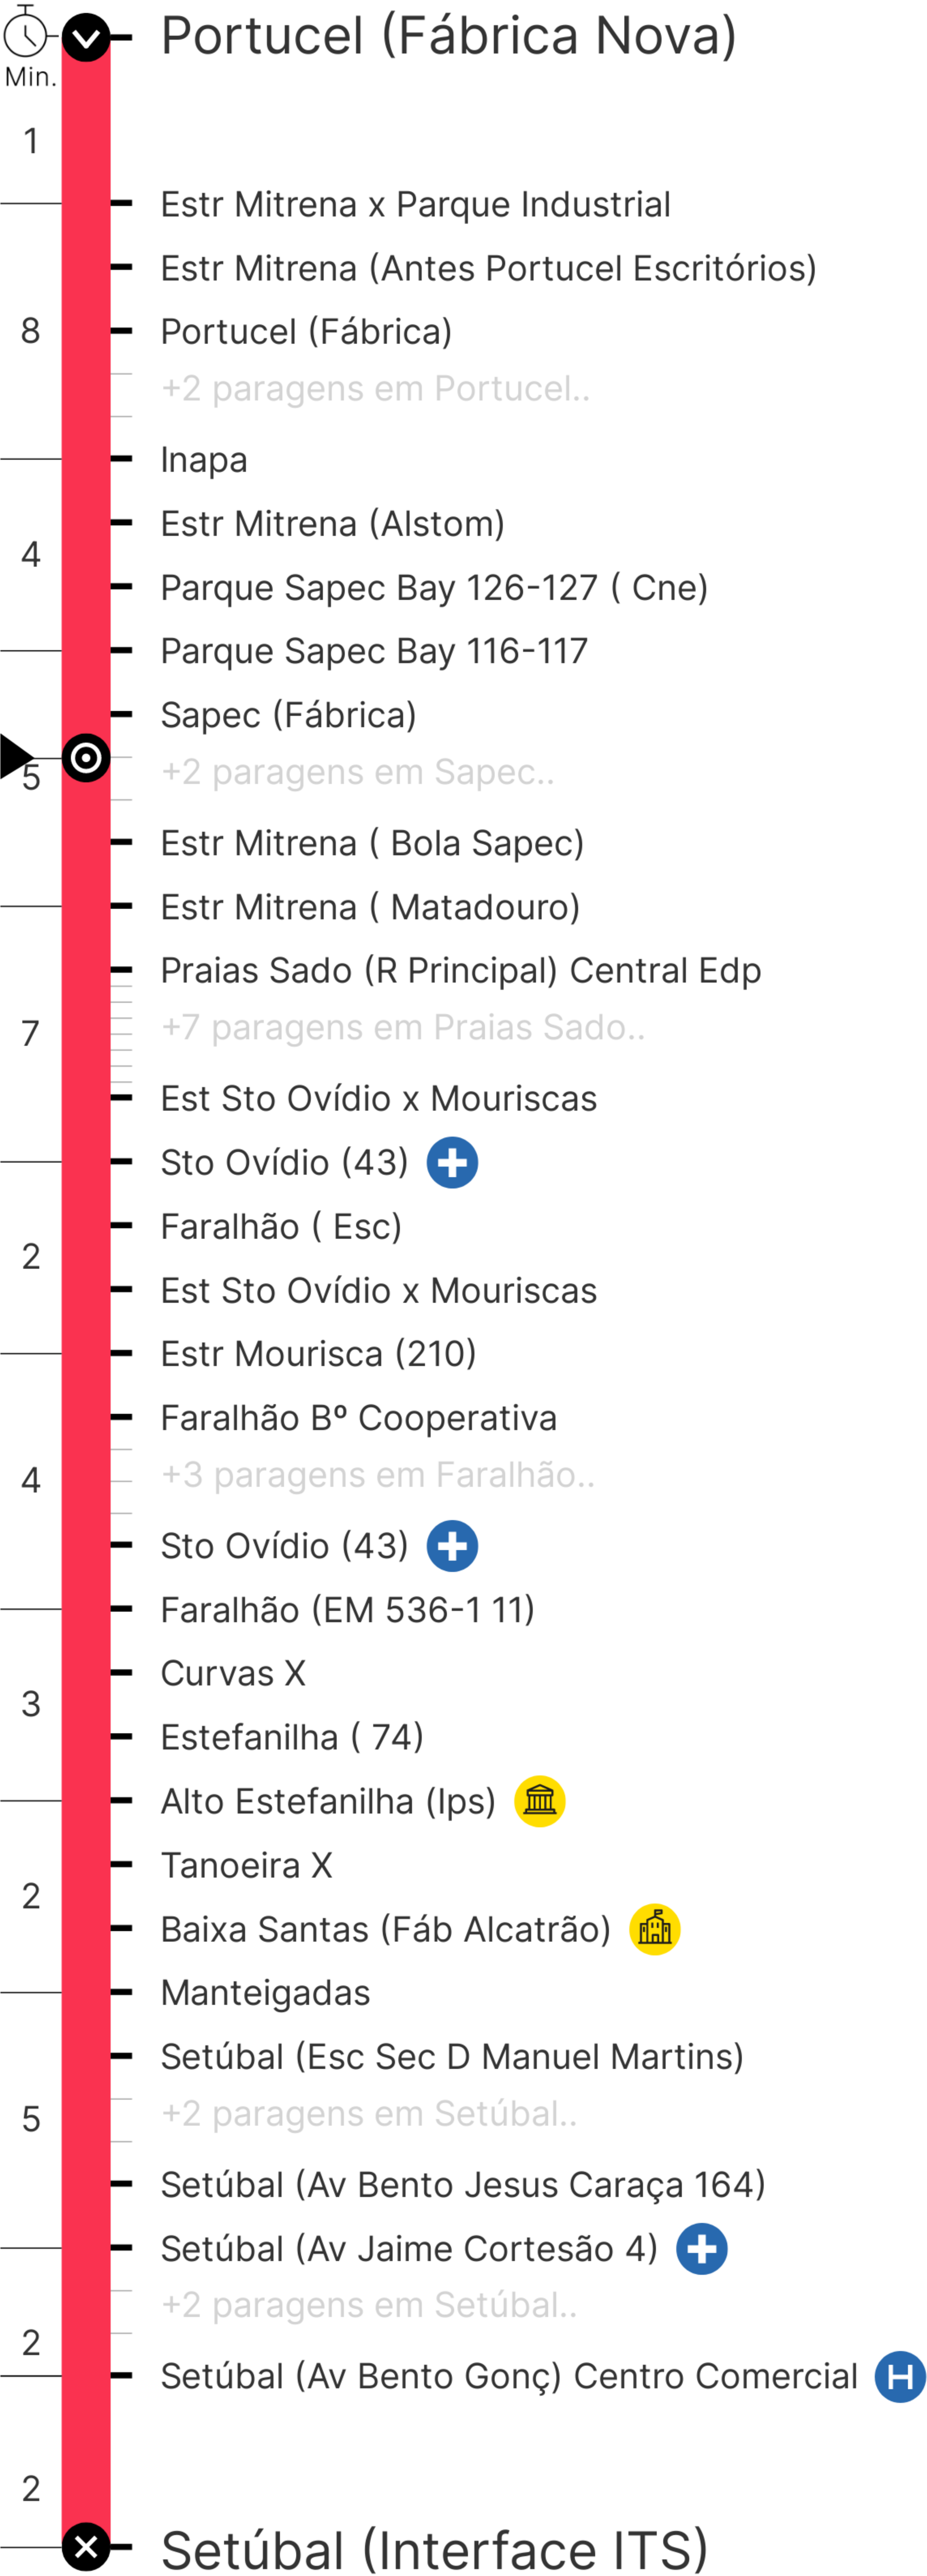 Portucel (Fábrica Nova)
Min.
1
Estr Mitrena x Parque Industrial
Estr Mitrena (Antes Portucel Escritórios)
8
Portucel (Fábrica)
+2 paragens em Portucel..
Inapa
Estr Mitrena (Alstom)
4
Parque Sapec Bay 126-127 ( Cne)
Parque Sapec Bay 116-117
Sapec (Fábrica)
5
+2 paragens em Sapec..
Estr Mitrena ( Bola Sapec)
Estr Mitrena ( Matadouro)
Praias Sado (R Principal) Central Edp
7
+7 paragens em Praias Sado..
Est Sto Ovídio x Mouriscas
Sto Ovídio (43)
Faralhão ( Esc)
2
Est Sto Ovídio x Mouriscas
Estr Mourisca (210)
Faralhão Bº Cooperativa
4
+3 paragens em Faralhão..
Sto Ovídio (43)
Faralhão (EM 536-1 11)
Curvas X
3
Estefanilha ( 74)
Alto Estefanilha (Ips)
Tanoeira X
2
Baixa Santas (Fáb Alcatrão)
Manteigadas
Setúbal (Esc Sec D Manuel Martins)
5
+2 paragens em Setúbal..
Setúbal (Av Bento Jesus Caraça 164)
Setúbal (Av Jaime Cortesão 4)
+2 paragens em Setúbal..
2
Setúbal (Av Bento Gonç) Centro Comercial H
2
Setúbal (Interface ITS)